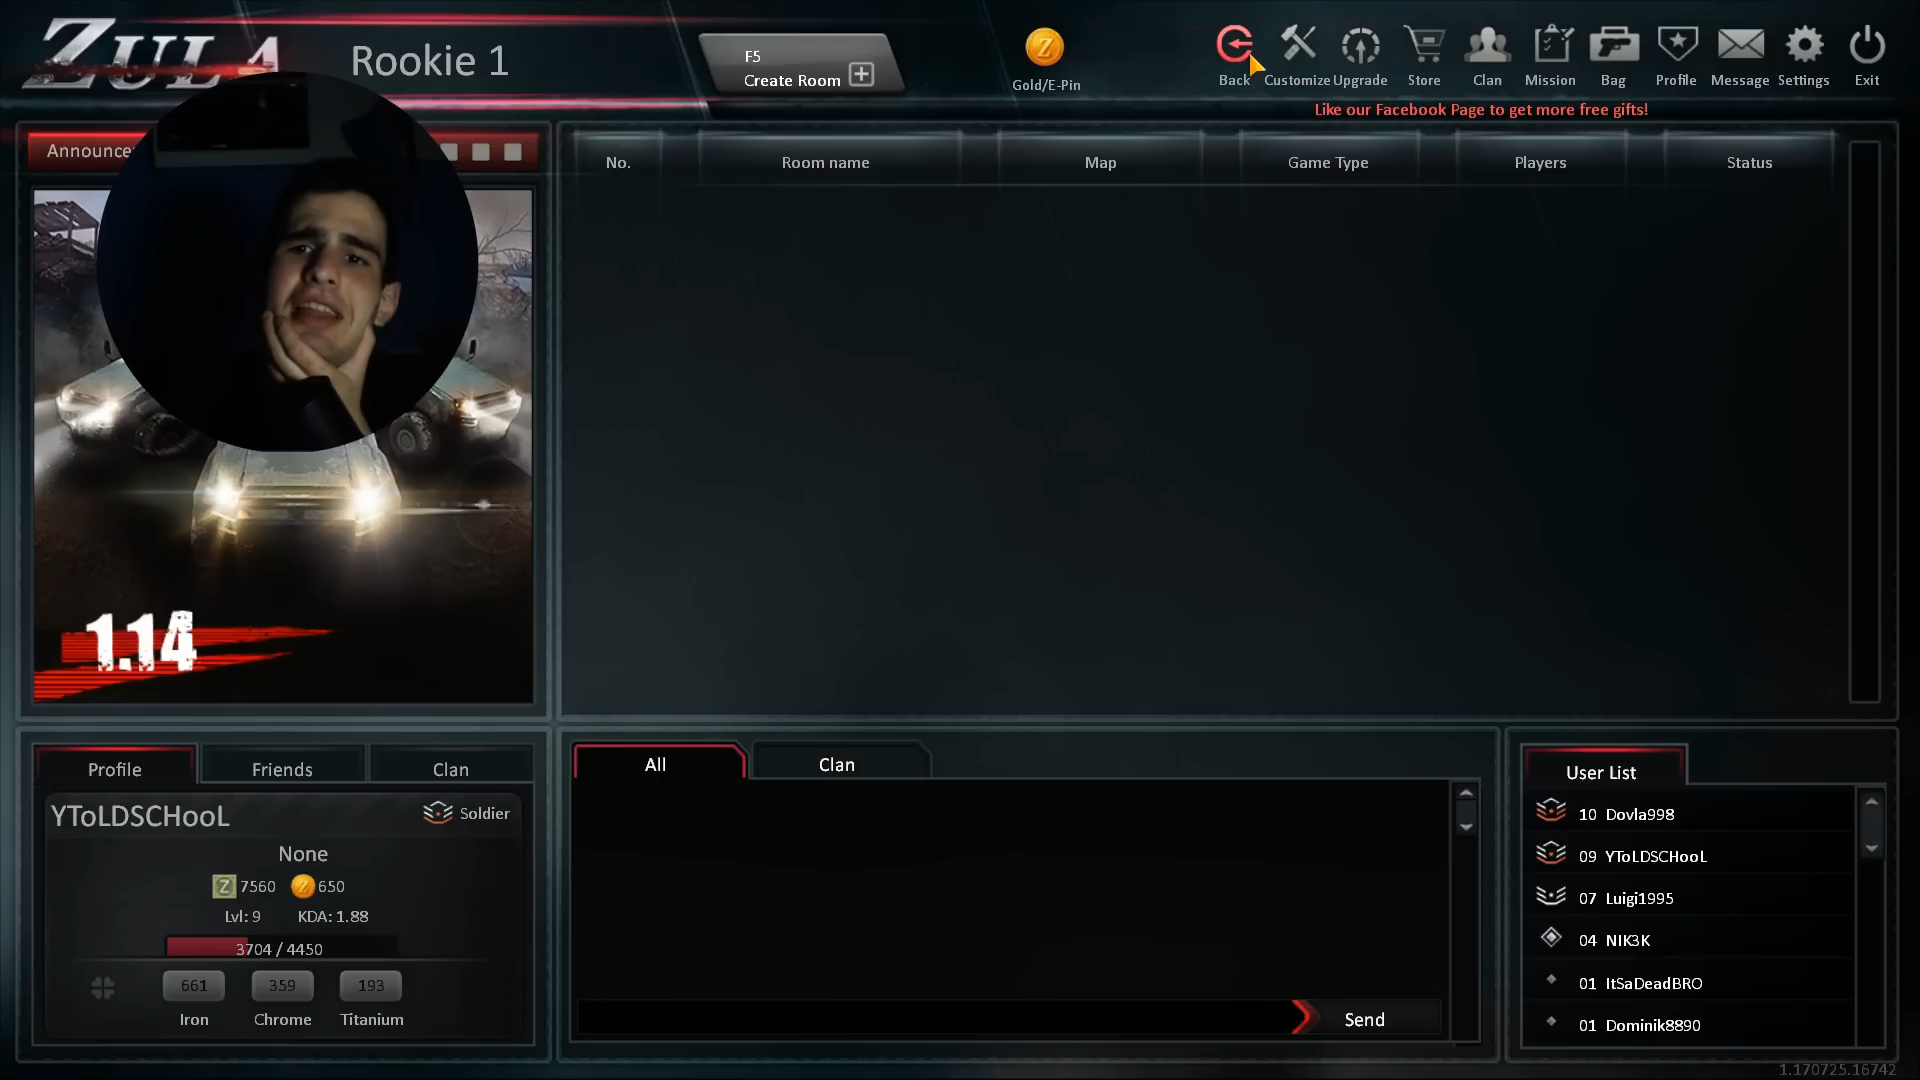 ZULA
Rookie 1
F5
Create Room
Gold/E-Pin
Back
Customize
Upgrade
Store
Clan
Mission
Bag
Profile
Message
Settings
Exit
Like our Facebook Page to get more free gifts!
Announce
No.
Room name
Map
Game Type
Players
Status
1.14
Profile
Friends
Clan
YToLDSCHooL
Soldier
None
7560
650
Lvl: 9
KDA: 1.88
3704 / 4450
661
359
193
Iron
Chrome
Titanium
All
Clan
Send
User List
10 Dovla998
09 YToLDSCHooL
07 Luigi1995
04 NIK3K
01 ItSaDeadBRO
01 Dominik8890
1.170725.16742